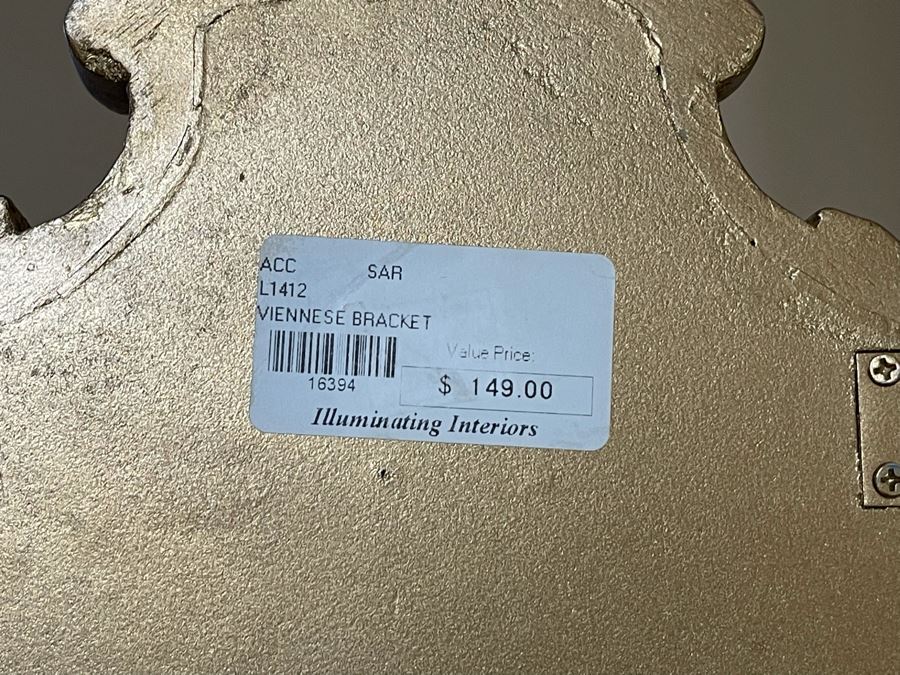 ACC SAR
L1412
VIENNESE BRACKET
Value Price:
16394
$ 149.00
Illuminating Interiors